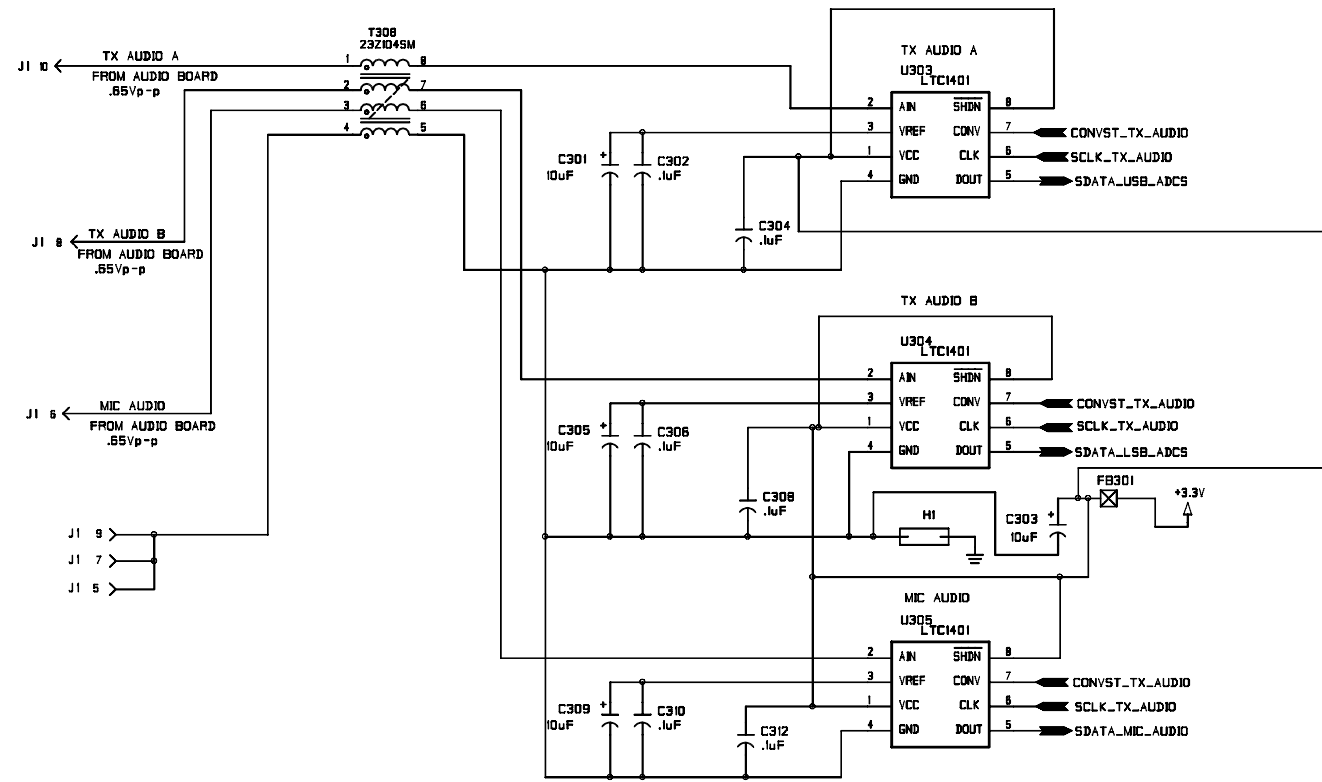 T308
23Z104SM
J1 10
TX AUDIO A
FROM AUDIO BOARD
.55Vp-p
1
8
2
7
3
6
4
5
J1 8
TX AUDIO B
FROM AUDIO BOARD
.55Vp-p
J1 6
MIC AUDIO
FROM AUDIO BOARD
.55Vp-p
J1 9
J1 7
J1 5
TX AUDIO A
U303
LTC1401
2 AIN SHDN 8
3 VREF CONV 7 CONVST_TX_AUDIO
1 VCC CLK 6 SCLK_TX_AUDIO
4 GND DOUT 5 SDATA_USB_ADCS
C301 +
10uF
C302
.1uF
C304
.1uF
TX AUDIO B
U304
LTC1401
2 AIN SHDN 8
3 VREF CONV 7 CONVST_TX_AUDIO
1 VCC CLK 6 SCLK_TX_AUDIO
4 GND DOUT 5 SDATA_LSB_ADCS
C305 +
10uF
C306
.1uF
C308
.1uF
H1
C303 +
10uF
FB301
+3.3V
MIC AUDIO
U305
LTC1401
2 AIN SHDN 8
3 VREF CONV 7 CONVST_TX_AUDIO
1 VCC CLK 6 SCLK_TX_AUDIO
4 GND DOUT 5 SDATA_MIC_AUDIO
C309 +
10uF
C310
.1uF
C312
.1uF